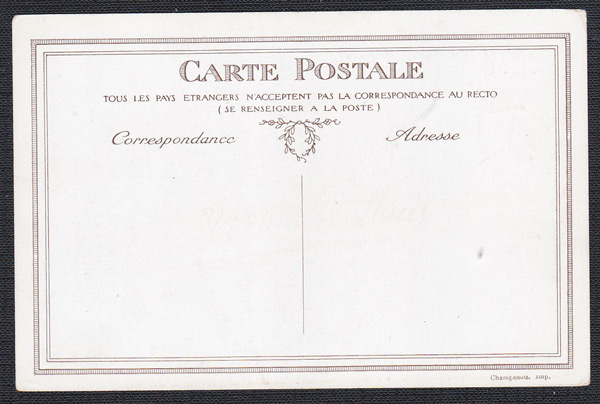 CARTE POSTALE
TOUS LES PAYS ETRANGERS N'ACCEPTENT PAS LA CORRESPONDANCE AU RECTO
( SE RENSEIGNER A LA POSTE )
Correspondance
Adresse
Champenois, Imp.